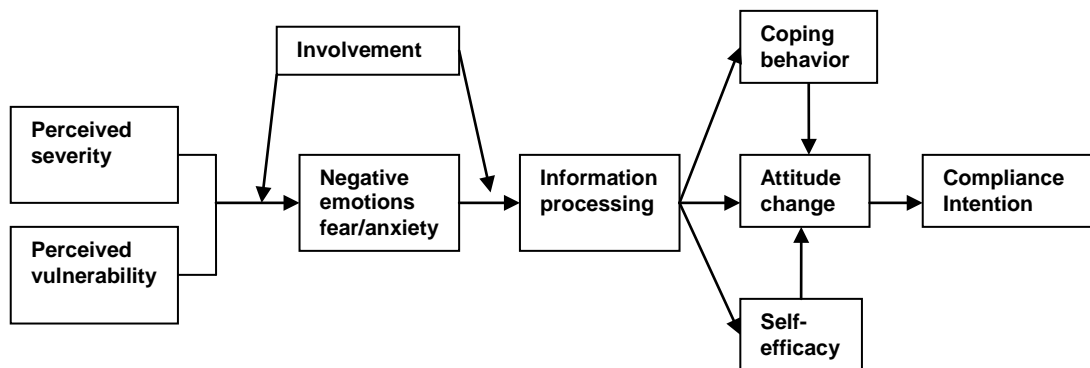 Involvement
Coping
behavior
Perceived
severity
Negative
emotions
fear/anxiety
Information
processing
Attitude
change
Compliance
Intention
Perceived
vulnerability
Self-
efficacy